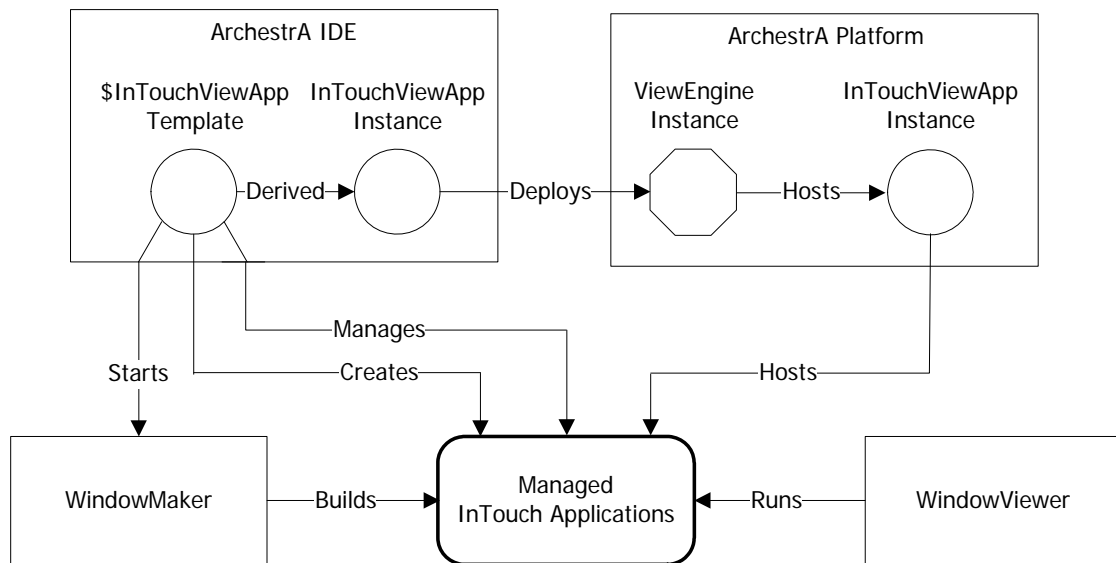 ArchestrA IDE
ArchestrA Platform
$InTouchViewApp
Template
InTouchViewApp
Instance
ViewEngine
Instance
InTouchViewApp
Instance
Derived
Deploys
Hosts
Manages
Starts
Creates
Hosts
WindowMaker
Builds
Managed
InTouch Applications
Runs
WindowViewer